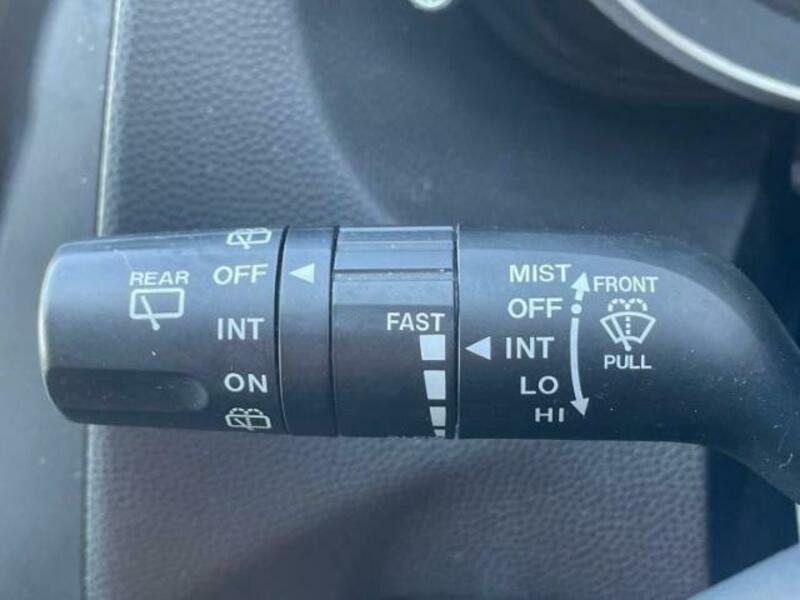 REAR
OFF
INT
ON
FAST
MIST
OFF
INT
LO
HI
FRONT
PULL